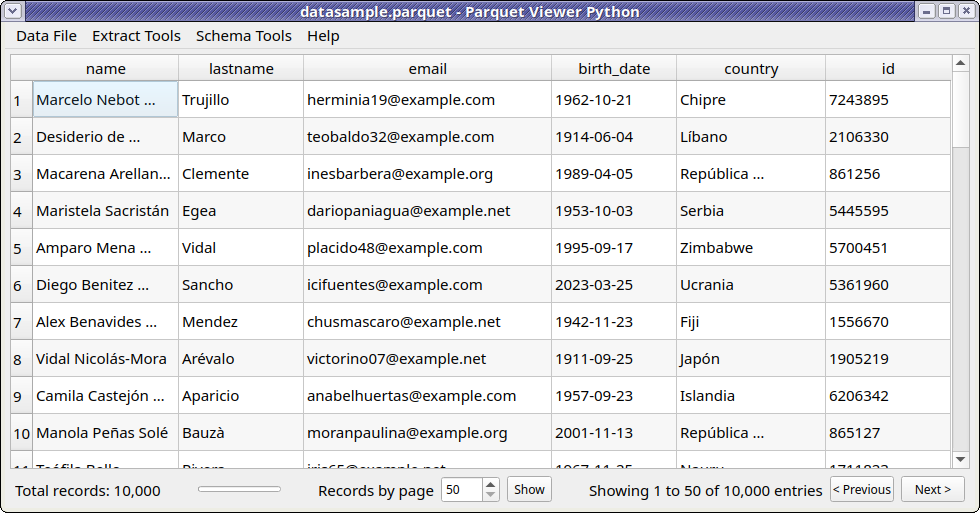 datasample.parquet - Parquet Viewer Python
Data File Extract Tools Schema Tools Help
name lastname email birth_date country id
1 Marcelo Nebot ... Trujillo herminia19@example.com 1962-10-21 Chipre 7243895
2 Desiderio de ... Marco teobaldo32@example.com 1914-06-04 Líbano 2106330
3 Macarena Arellan... Clemente inesbarbera@example.org 1989-04-05 República ... 861256
4 Maristela Sacristán Egea dariopaniagua@example.net 1953-10-03 Serbia 5445595
5 Amparo Mena ... Vidal placido48@example.com 1995-09-17 Zimbabwe 5700451
6 Diego Benitez ... Sancho icifuentes@example.com 2023-03-25 Ucrania 5361960
7 Alex Benavides ... Mendez chusmascaro@example.net 1942-11-23 Fiji 1556670
8 Vidal Nicolás-Mora Arévalo victorino07@example.net 1911-09-25 Japón 1905219
9 Camila Castejón ... Aparicio anabelhuertas@example.com 1957-09-23 Islandia 6206342
10 Manola Peñas Solé Bauzà moranpaulina@example.org 2001-11-13 República ... 865127
Total records: 10,000 Records by page 50 Show Showing 1 to 50 of 10,000 entries < Previous Next >